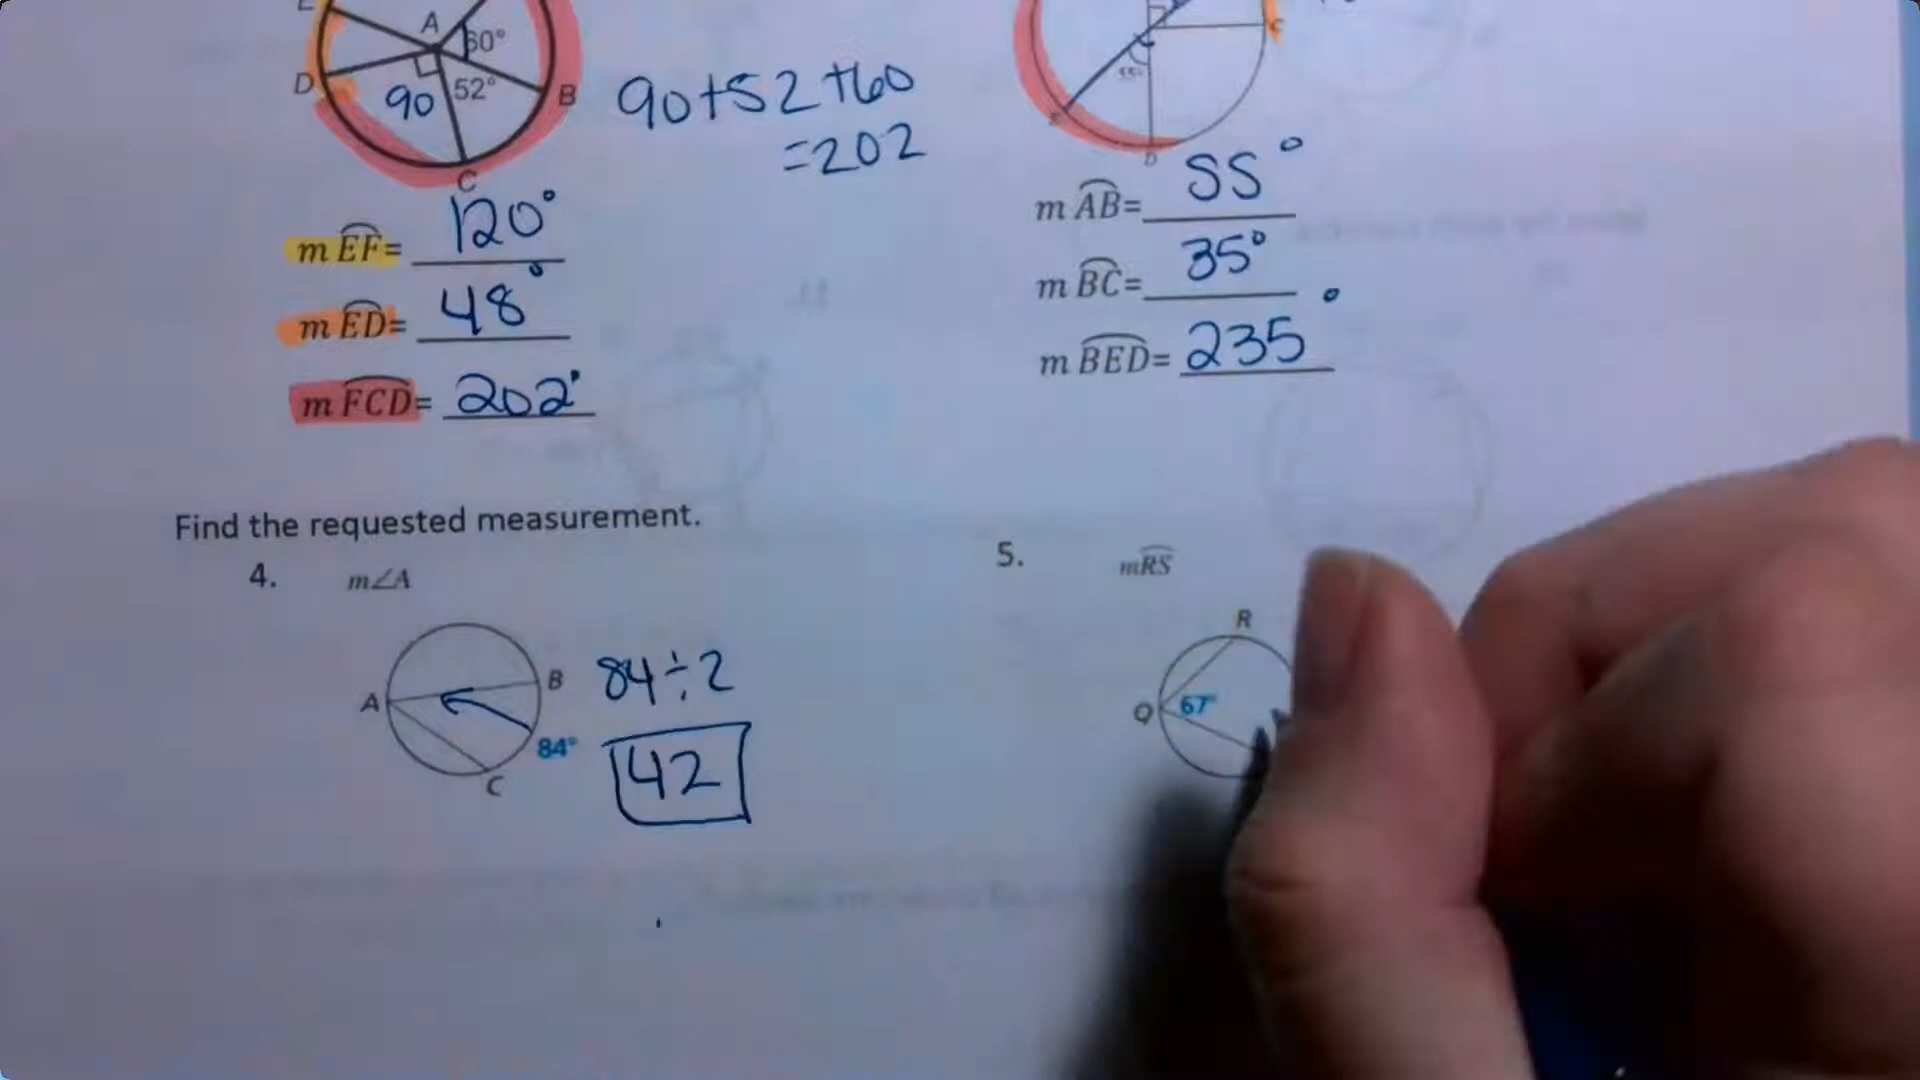 A
60°
D
90
52°
B
C
90+52+60
=202
C
55°
D
m EF= 120°
m ED= 48°
m FCD= 202°
m AB= 55°
m BC= 35°
m BED= 235°
Find the requested measurement.
4. m∠A
A
B
84°
C
84÷2
42
5. mRS
R
Q
67°